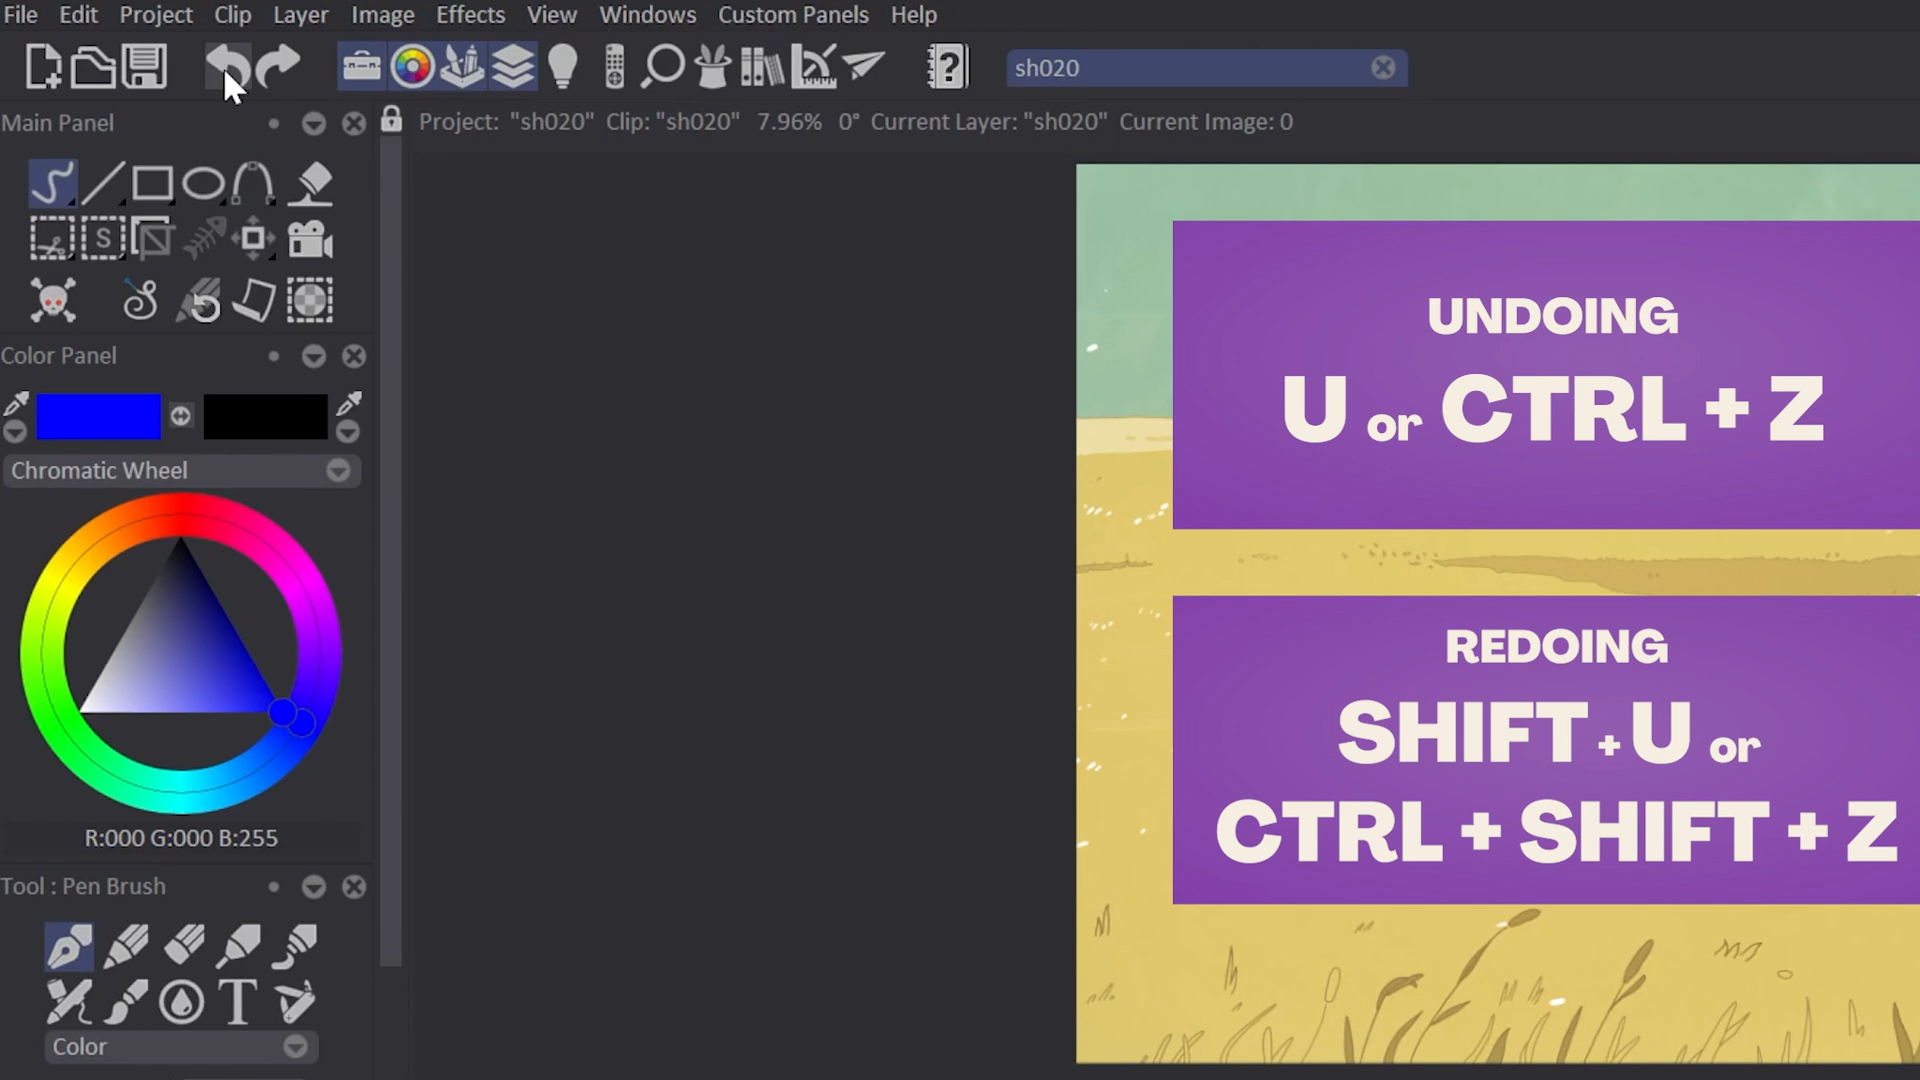 File Edit Project Clip Layer Image Effects View Windows Custom Panels Help
sh020
Main Panel
Project: "sh020" Clip: "sh020" 7.96% 0° Current Layer: "sh020" Current Image: 0
S
UNDOING
U or CTRL + Z
Color Panel
Chromatic Wheel
R:000 G:000 B:255
REDOING
SHIFT + U or
CTRL + SHIFT + Z
Tool : Pen Brush
T
Color